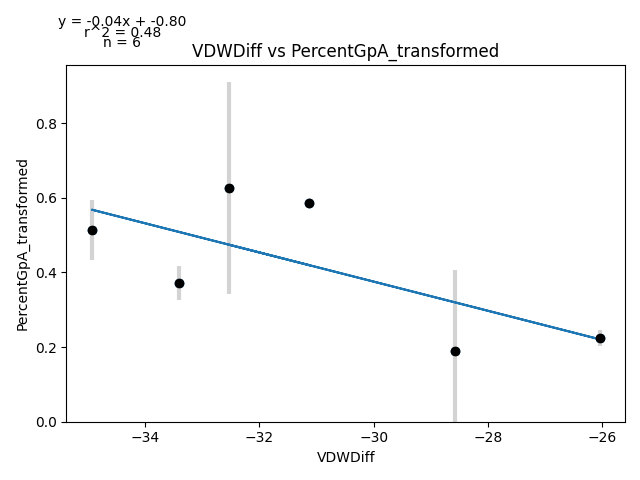 y = -0.04x + -0.80
r^2 = 0.48
n = 6
VDWDiff vs PercentGpA_transformed
PercentGpA_transformed
0.8
0.6
0.4
0.2
0.0
−34
−32
−30
−28
−26
VDWDiff